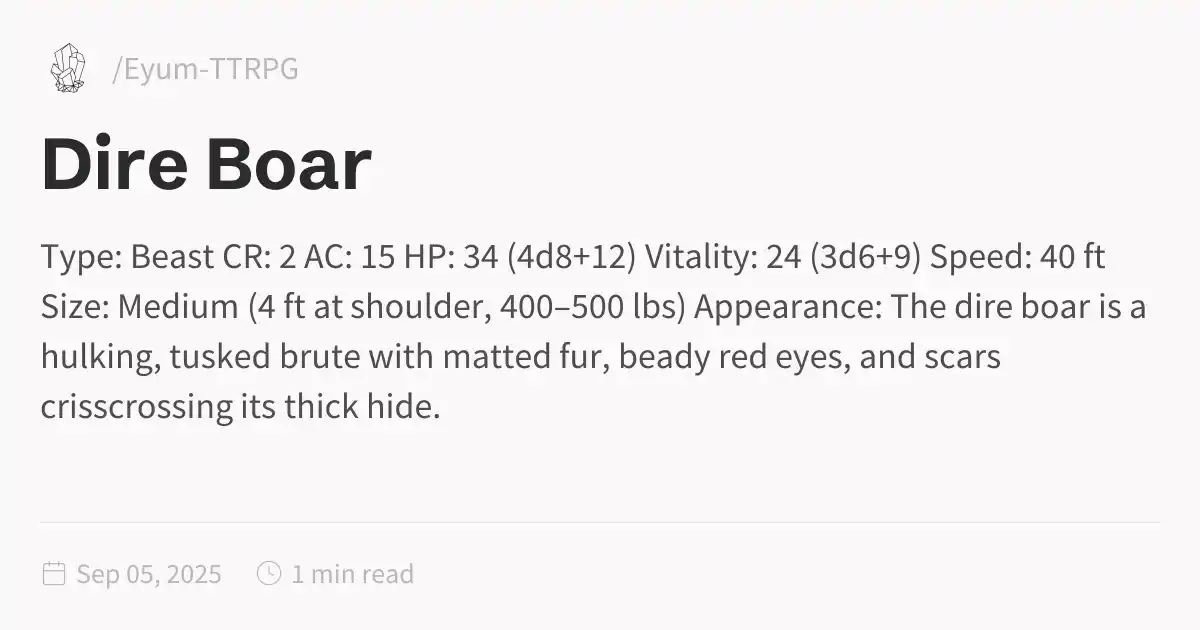 /Eyum-TTRPG
Dire Boar
Type: Beast CR: 2 AC: 15 HP: 34 (4d8+12) Vitality: 24 (3d6+9) Speed: 40 ft
Size: Medium (4 ft at shoulder, 400–500 lbs) Appearance: The dire boar is a
hulking, tusked brute with matted fur, beady red eyes, and scars
crisscrossing its thick hide.
Sep 05, 2025 1 min read